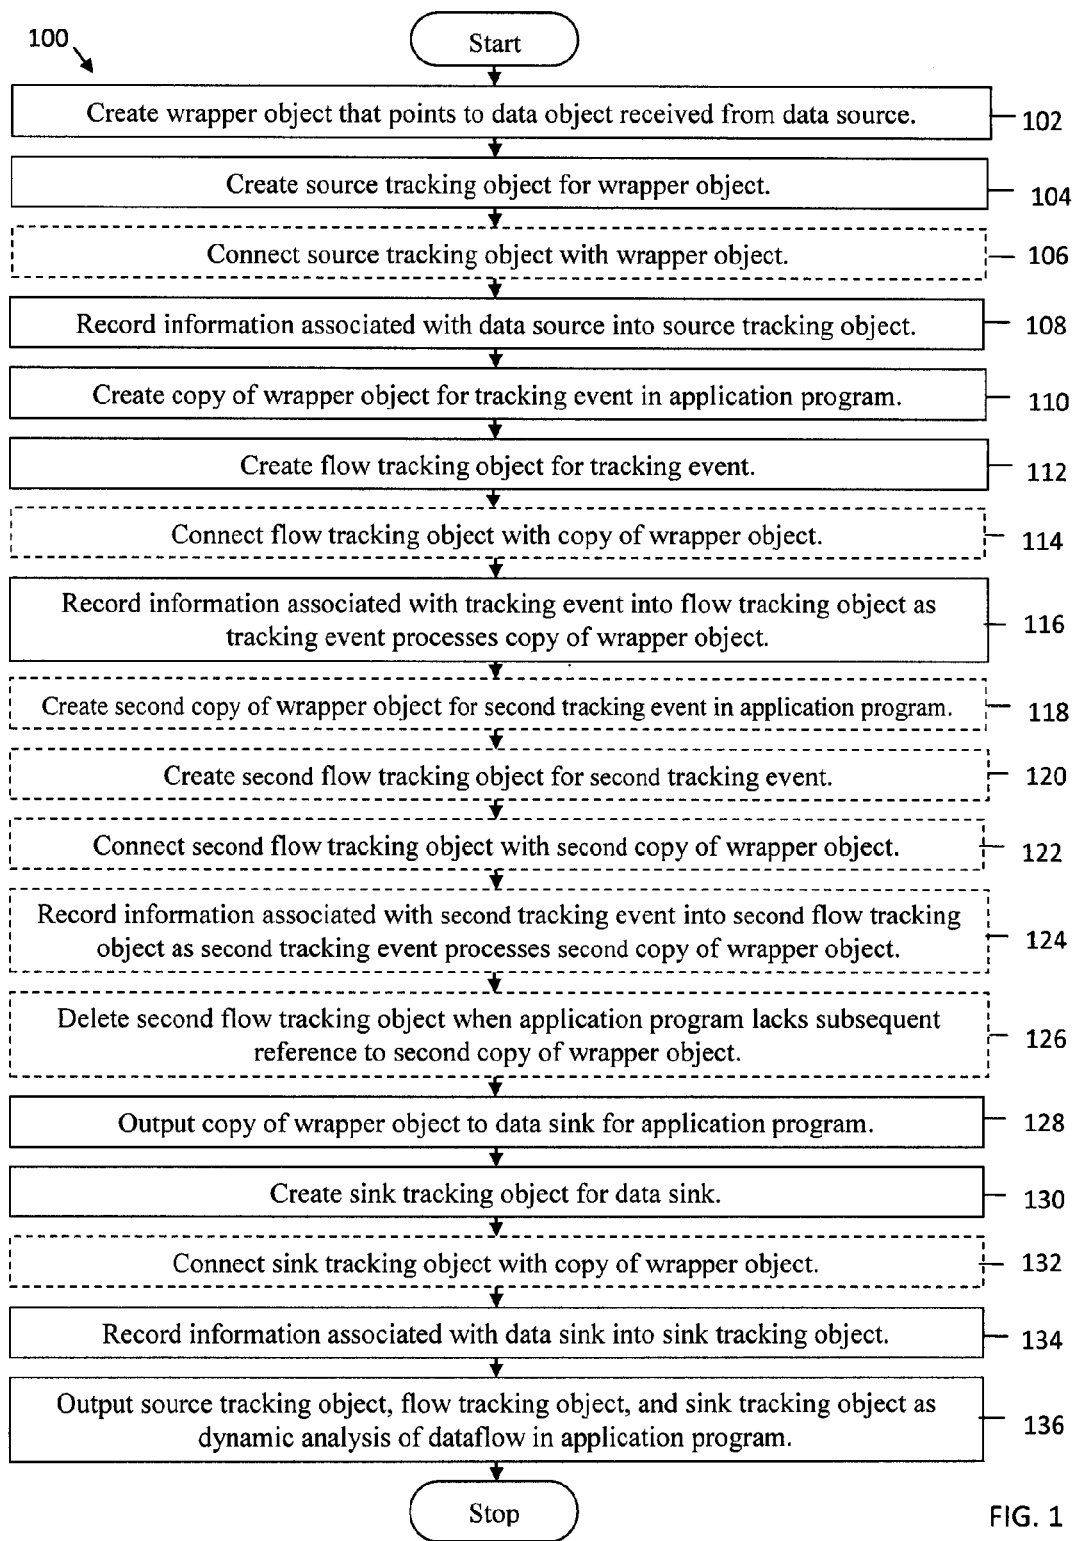 100
Start
Create wrapper object that points to data object received from data source.
102
Create source tracking object for wrapper object.
104
Connect source tracking object with wrapper object.
106
Record information associated with data source into source tracking object.
108
Create copy of wrapper object for tracking event in application program.
110
Create flow tracking object for tracking event.
112
Connect flow tracking object with copy of wrapper object.
114
Record information associated with tracking event into flow tracking object as
tracking event processes copy of wrapper object.
116
Create second copy of wrapper object for second tracking event in application program.
118
Create second flow tracking object for second tracking event.
120
Connect second flow tracking object with second copy of wrapper object.
122
Record information associated with second tracking event into second flow tracking
object as second tracking event processes second copy of wrapper object.
124
Delete second flow tracking object when application program lacks subsequent
reference to second copy of wrapper object.
126
Output copy of wrapper object to data sink for application program.
128
Create sink tracking object for data sink.
130
Connect sink tracking object with copy of wrapper object.
132
Record information associated with data sink into sink tracking object.
134
Output source tracking object, flow tracking object, and sink tracking object as
dynamic analysis of dataflow in application program.
136
Stop
FIG. 1